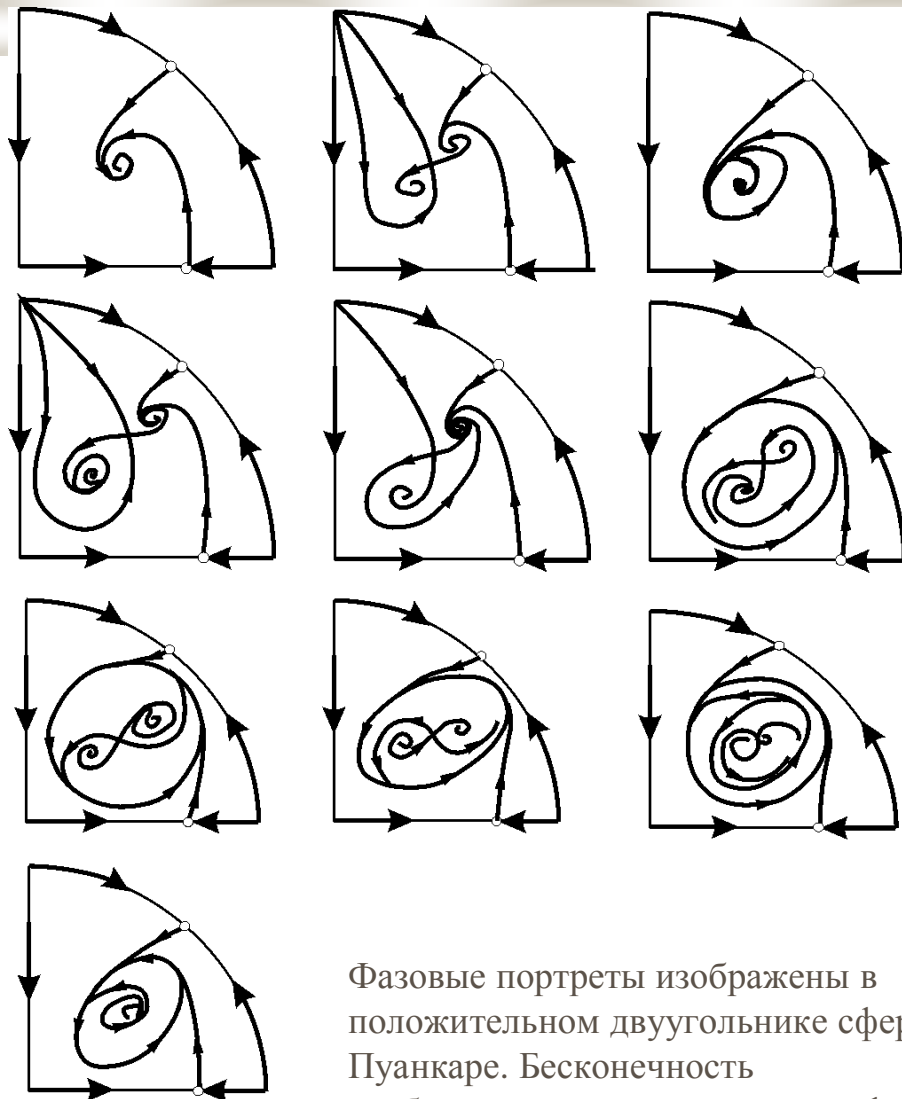 Фазовые портреты изображены в
положительном двуугольнике
Пуанкаре. Бесконечность